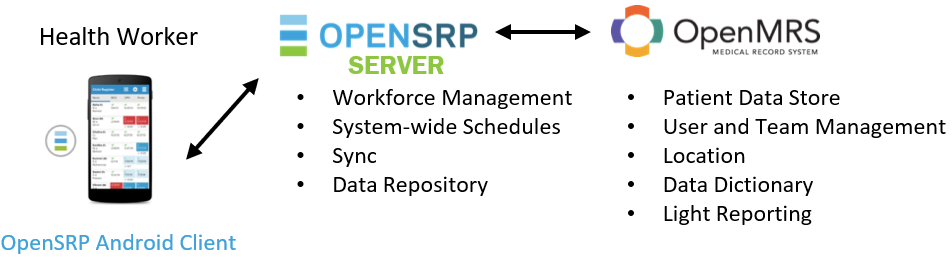 Health Worker
OpenSRP Android Client
OPENSRP
SERVER
• Workforce Management
• System-wide Schedules
• Sync
• Data Repository
OpenMRS
MEDICAL RECORD SYSTEM
• Patient Data Store
• User and Team Management
• Location
• Data Dictionary
• Light Reporting